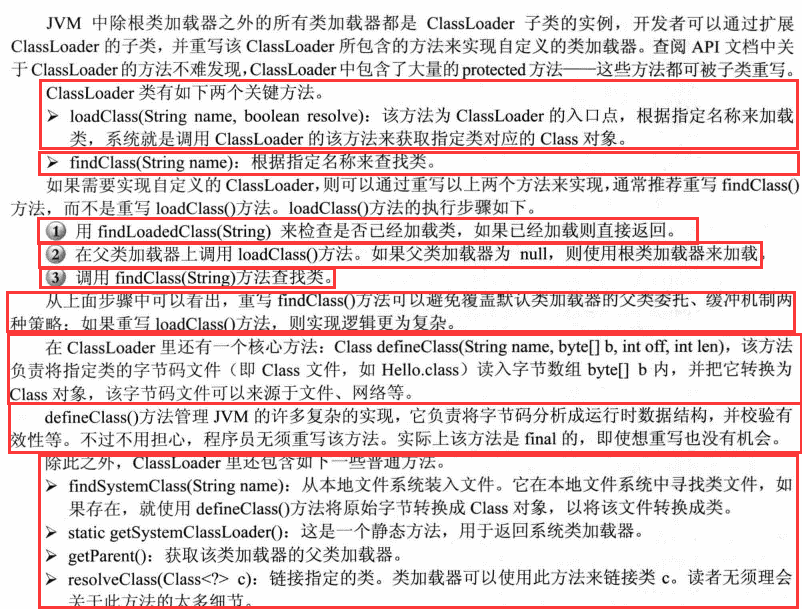 JVM 中除根类加载器之外的所有类加载器都是 ClassLoader 子类的实例，开发者可以通过扩展
ClassLoader 的子类，并重写该 ClassLoader 所包含的方法来实现自定义的类加载器。查阅 API 文档中关
于 ClassLoader 的方法不难发现，ClassLoader 中包含了大量的 protected 方法——这些方法都可被子类重写。
ClassLoader 类有如下两个关键方法。
➢ loadClass(String name, boolean resolve)：该方法为 ClassLoader 的入口点，根据指定名称来加载
类，系统就是调用 ClassLoader 的该方法来获取指定类对应的 Class 对象。
➢ findClass(String name)：根据指定名称来查找类。
如果需要实现自定义的 ClassLoader，则可以通过重写以上两个方法来实现，通常推荐重写 findClass()
方法，而不是重写 loadClass()方法。loadClass()方法的执行步骤如下。
① 用 findLoadedClass(String) 来检查是否已经加载类，如果已经加载则直接返回。
② 在父类加载器上调用 loadClass()方法。如果父类加载器为 null，则使用根类加载器来加载。
③ 调用 findClass(String)方法查找类。
从上面步骤中可以看出，重写 findClass()方法可以避免覆盖默认类加载器的父类委托、缓冲机制两
种策略；如果重写 loadClass()方法，则实现逻辑更为复杂。
在 ClassLoader 里还有一个核心方法：Class defineClass(String name, byte[] b, int off, int len)，该方法
负责将指定类的字节码文件（即 Class 文件，如 Hello.class）读入字节数组 byte[] b 内，并把它转换为
Class 对象，该字节码文件可以来源于文件、网络等。
defineClass()方法管理 JVM 的许多复杂的实现，它负责将字节码分析成运行时数据结构，并校验有
效性等。不过不用担心，程序员无须重写该方法。实际上该方法是 final 的，即使想重写也没有机会。
除此之外，ClassLoader 里还包含如下一些普通方法。
➢ findSystemClass(String name)：从本地文件系统装入文件。它在本地文件系统中寻找类文件，如
果存在，就使用 defineClass()方法将原始字节转换成 Class 对象，以将该文件转换成类。
➢ static getSystemClassLoader()：这是一个静态方法，用于返回系统类加载器。
➢ getParent()：获取该类加载器的父类加载器。
➢ resolveClass(Class<?> c)：链接指定的类。类加载器可以使用此方法来链接类 c。读者无须理会
关于此方法的太多细节。